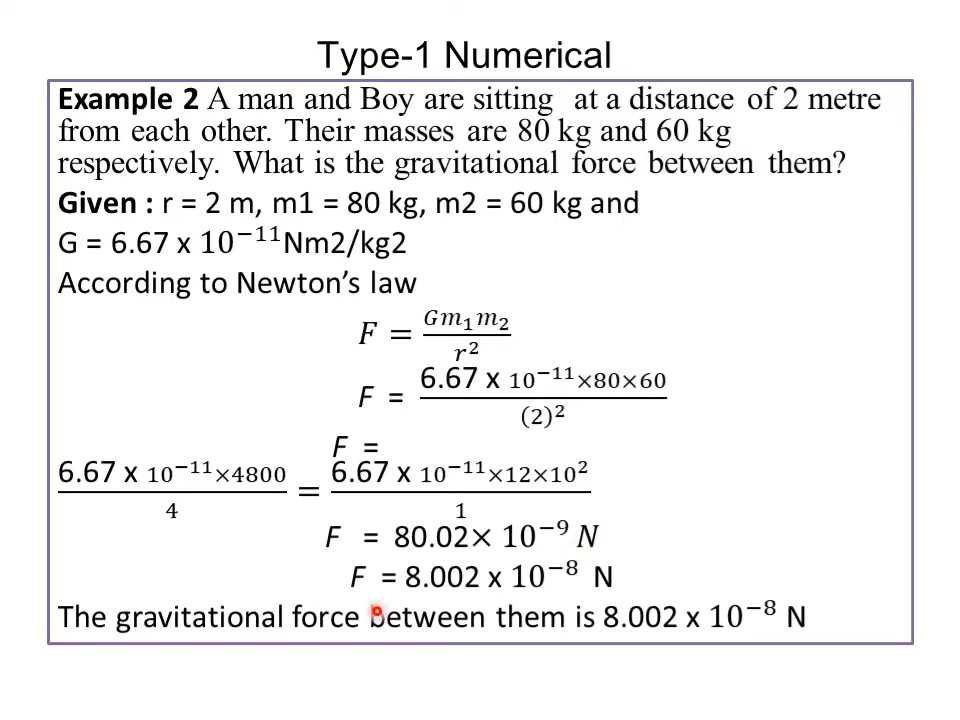 Type-1 Numerical
Example 2 A man and Boy are sitting at a distance of 2 metre
from each other. Their masses are 80 kg and 60 kg
respectively. What is the gravitational force between them?
Given : r = 2 m, m1 = 80 kg, m2 = 60 kg and
G = 6.67 x 10⁻¹¹Nm2/kg2
According to Newton's law
F = Gm₁m₂/r²
F = 6.67 x 10⁻¹¹×80×60/(2)²
F =
6.67 x 10⁻¹¹×4800/4 = 6.67 x 10⁻¹¹×12×10²/1
F = 80.02× 10⁻⁹ N
F = 8.002 x 10⁻⁸ N
The gravitational force between them is 8.002 x 10⁻⁸ N